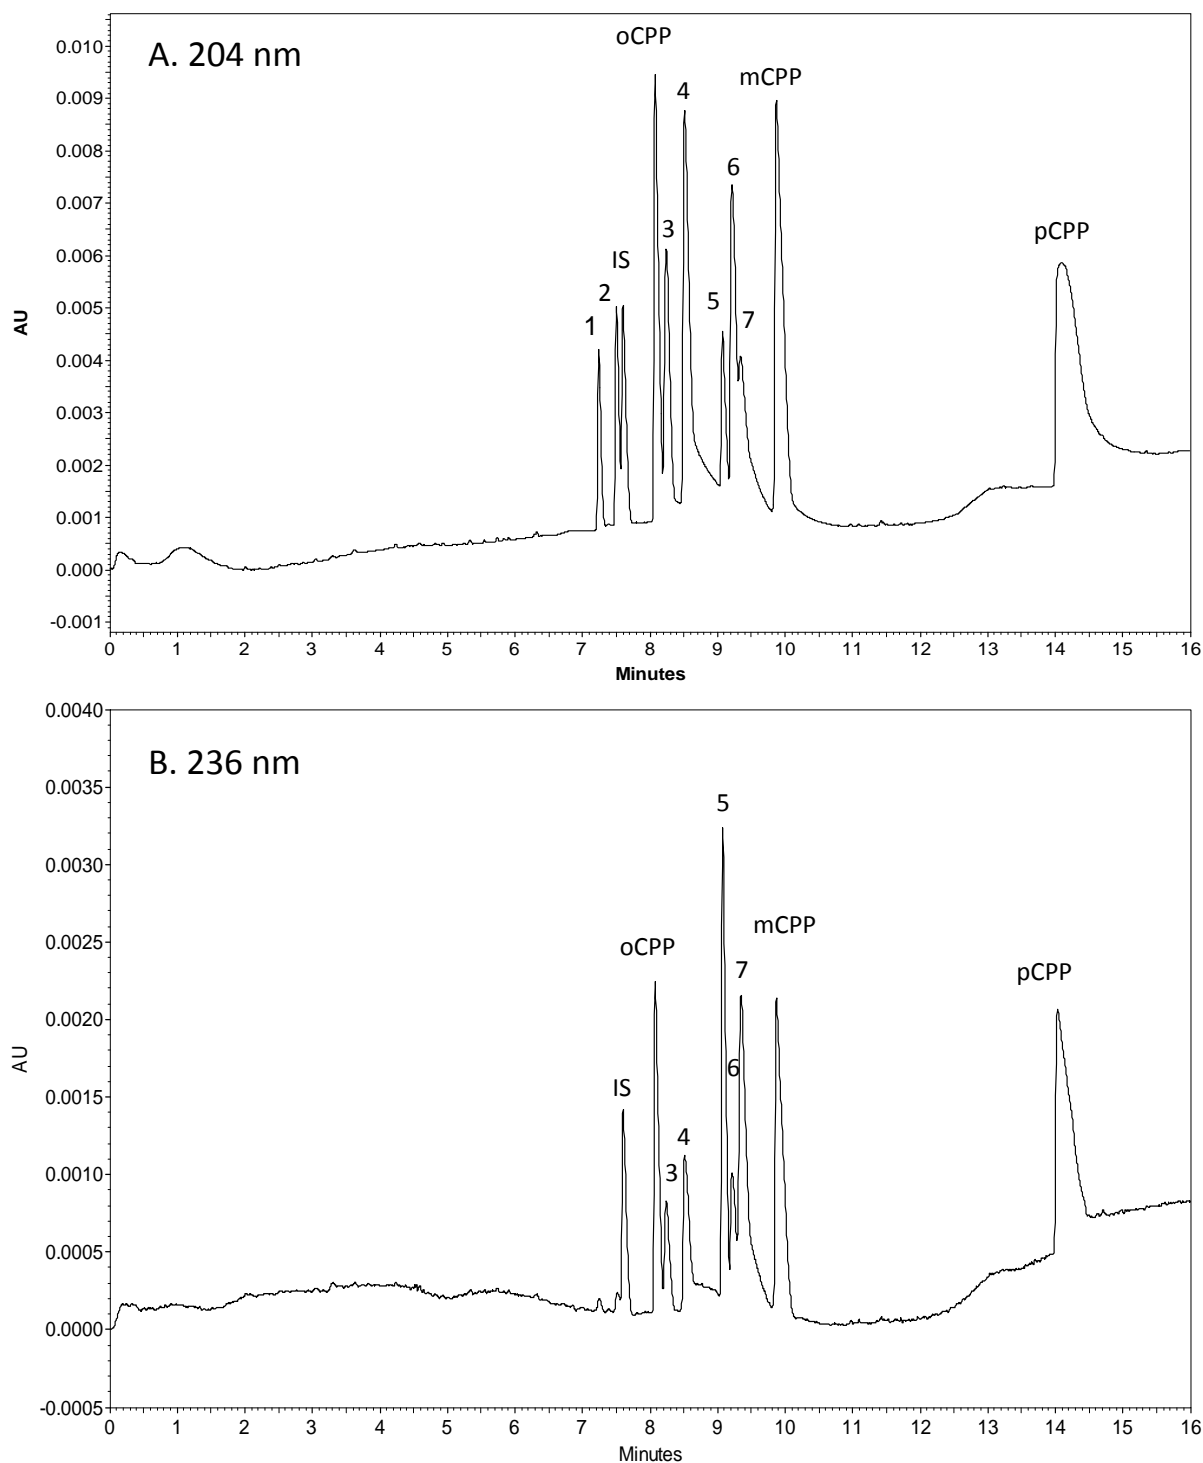 A. 204 nm
oCPP
mCPP
pCPP
IS
1
2
3
4
5
6
7
AU
0.010
0.009
0.008
0.007
0.006
0.005
0.004
0.003
0.002
0.001
0.000
-0.001
0 1 2 3 4 5 6 7 8 9 10 11 12 13 14 15 16
Minutes
B. 236 nm
5
oCPP
7
mCPP
pCPP
6
IS
4
3
AU
0.0040
0.0035
0.0030
0.0025
0.0020
0.0015
0.0010
0.0005
0.0000
-0.0005
0 1 2 3 4 5 6 7 8 9 10 11 12 13 14 15 16
Minutes